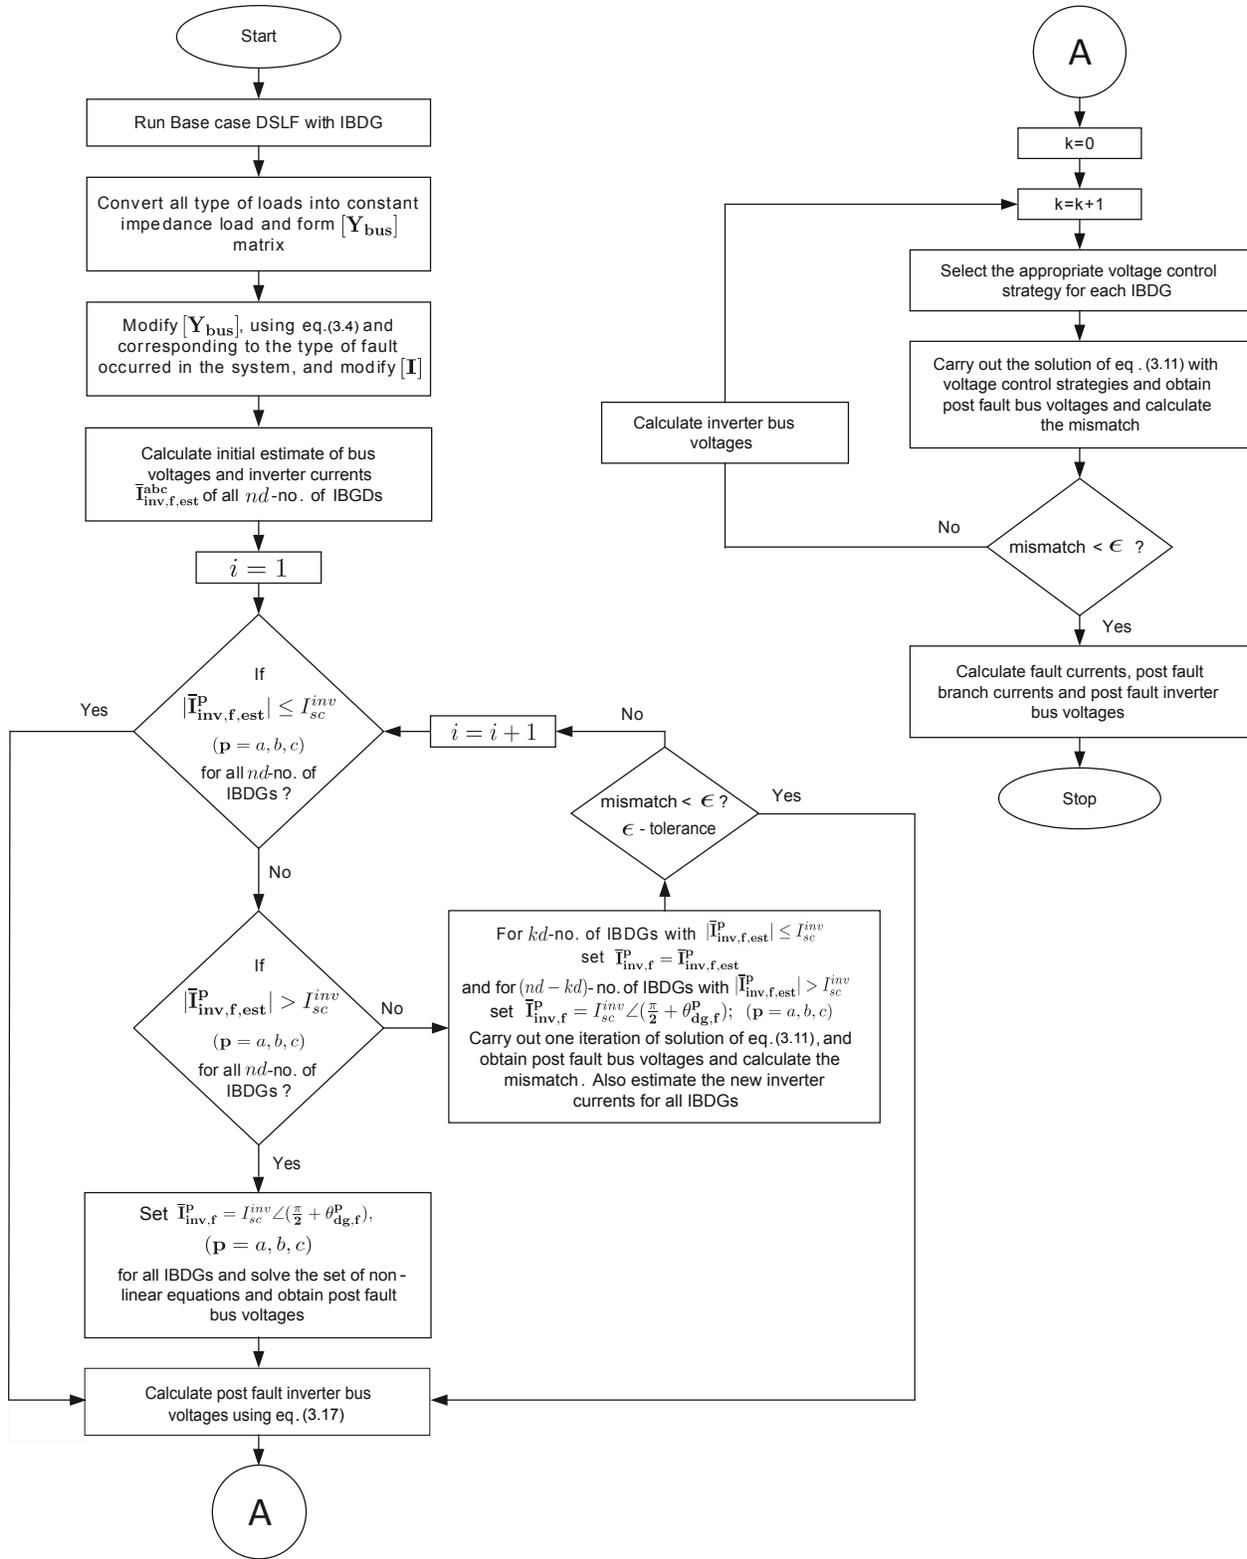 Start
Run Base case DSLF with IBDG
Convert all type of loads into constant
impedance load and form [Y_bus]
matrix
Modify [Y_bus], using eq.(3.4) and
corresponding to the type of fault
occurred in the system, and modify [I]
Calculate initial estimate of bus
voltages and inverter currents
Ī^abc_inv,f,est of all nd-no. of IBGDs
i = 1
If
|Ī^p_inv,f,est| ≤ I^inv_sc
(p = a, b, c)
for all nd-no. of
IBDGs ?
Yes
No
If
|Ī^p_inv,f,est| > I^inv_sc
(p = a, b, c)
for all nd-no. of
IBDGs ?
No
Yes
Set Ī^p_inv,f = I^inv_sc∠(π/2 + θ^p_dg,f),
(p = a, b, c)
for all IBDGs and solve the set of non-
linear equations and obtain post fault
bus voltages
Calculate post fault inverter bus
voltages using eq.(3.17)
A
i = i + 1
No
mismatch < ϵ ?
ϵ - tolerance
Yes
For kd-no. of IBDGs with |Ī^p_inv,f,est| ≤ I^inv_sc
set Ī^p_inv,f = Ī^p_inv,f,est
and for (nd − kd)- no. of IBDGs with |Ī^p_inv,f,est| > I^inv_sc
set Ī^p_inv,f = I^inv_sc∠(π/2 + θ^p_dg,f); (p = a, b, c)
Carry out one iteration of solution of eq.(3.11), and
obtain post fault bus voltages and calculate the
mismatch. Also estimate the new inverter
currents for all IBDGs
A
k=0
k=k+1
Select the appropriate voltage control
strategy for each IBDG
Carry out the solution of eq. (3.11) with
voltage control strategies and obtain
post fault bus voltages and calculate
the mismatch
Calculate inverter bus
voltages
No
mismatch < ϵ ?
Yes
Calculate fault currents, post fault
branch currents and post fault inverter
bus voltages
Stop